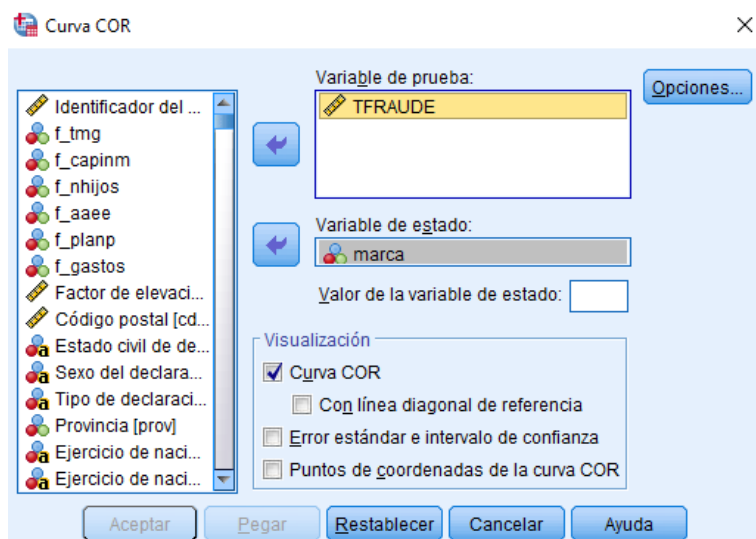 Curva COR
Identificador del ...
f_tmg
f_capinm
f_nhijos
f_aaee
f_planp
f_gastos
Factor de elevaci...
Código postal [cd...
Estado civil de de...
Sexo del declara...
Tipo de declaraci...
Provincia [prov]
Ejercicio de naci...
Ejercicio de naci...
Variable de prueba:
TFRAUDE
Opciones...
Variable de estado:
marca
Valor de la variable de estado:
Visualización
Curva COR
Con línea diagonal de referencia
Error estándar e intervalo de confianza
Puntos de coordenadas de la curva COR
Aceptar
Pegar
Restablecer
Cancelar
Ayuda